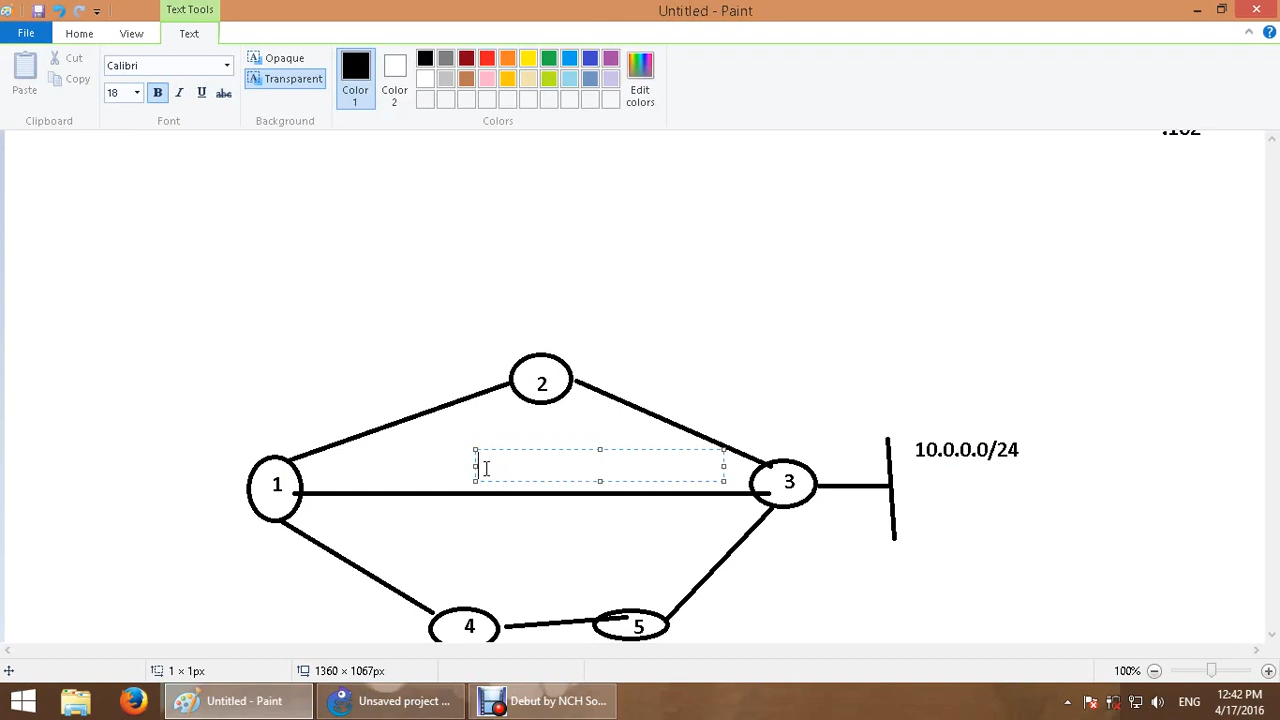 Text Tools
Untitled - Paint
File
Home
View
Text
Paste
Cut
Copy
Clipboard
Calibri
18
B I U abc
Font
Opaque
Transparent
Background
Color 1
Color 2
Edit colors
Colors
.102
2
10.0.0.0/24
1
3
4
5
1 × 1px
1360 × 1067px
100%
Untitled - Paint
Unsaved project ...
Debut by NCH So...
ENG
12:42 PM
4/17/2016